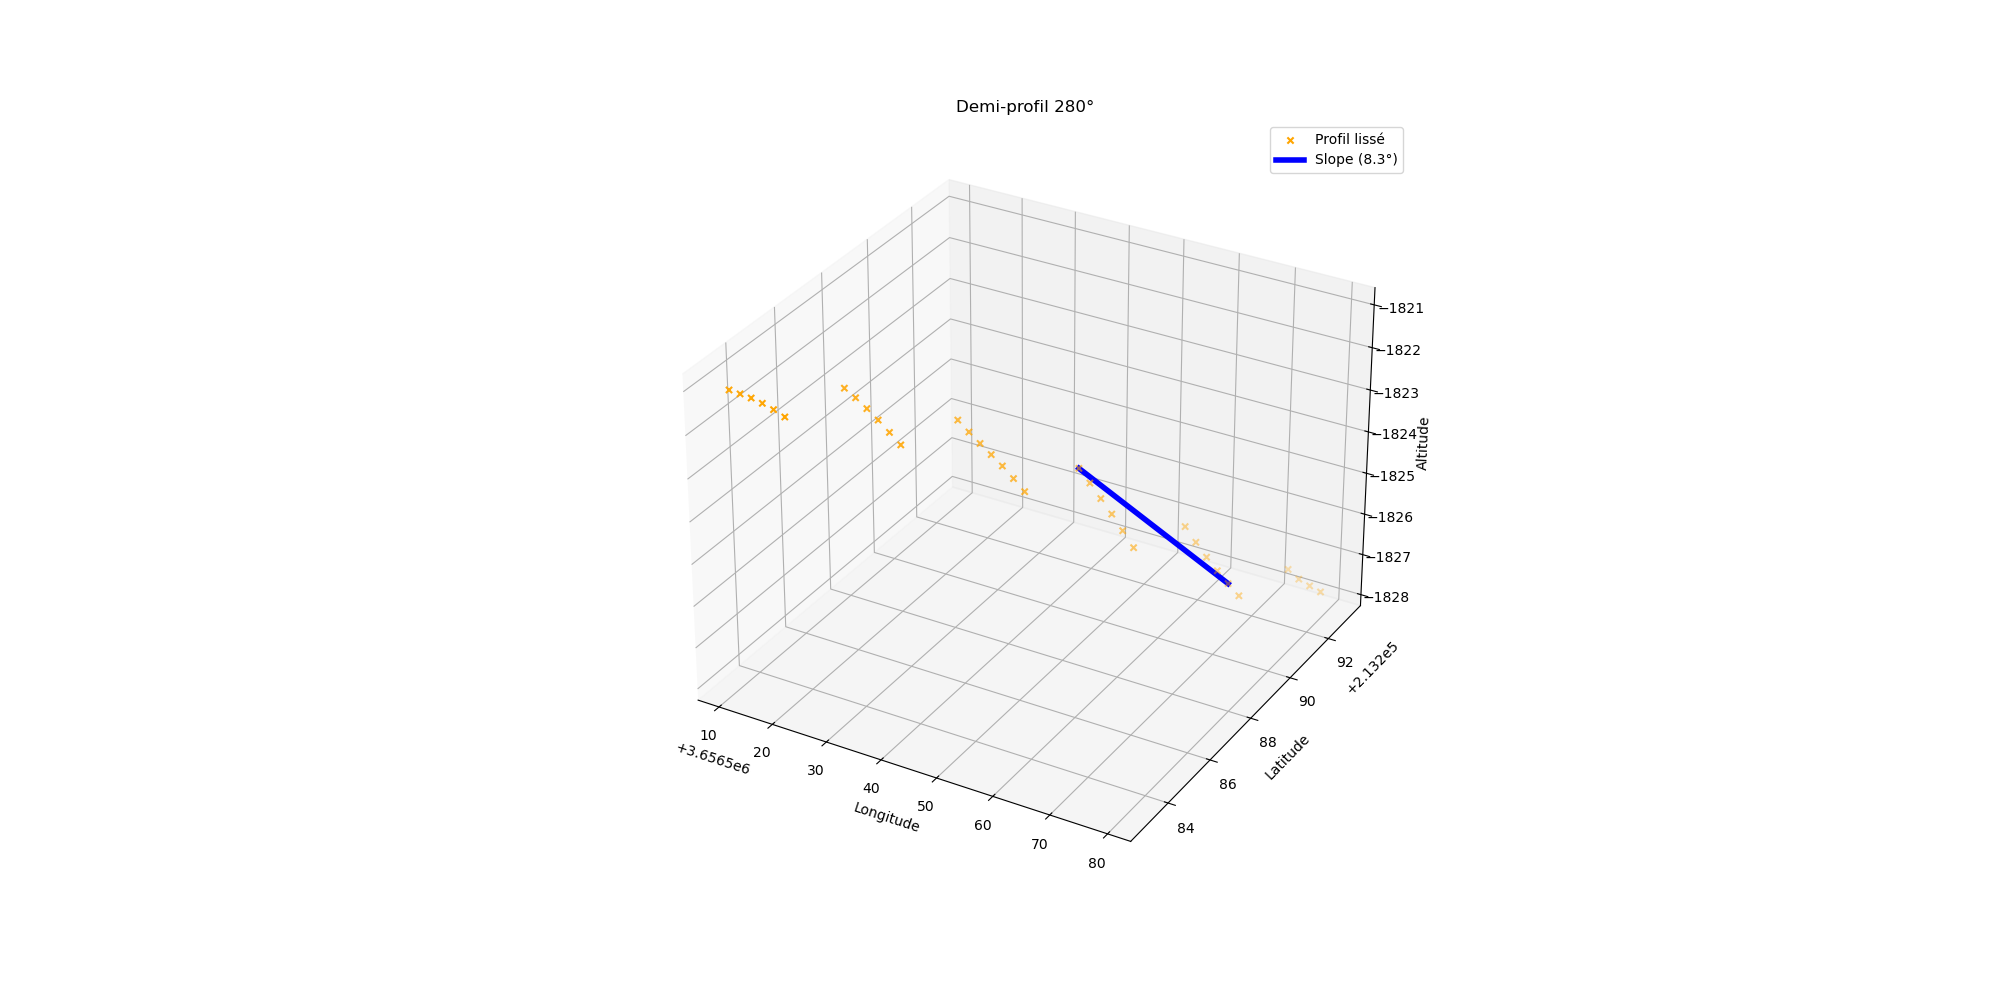 Demi-profil 280°
Profil lissé
Slope (8.3°)
−1821
−1822
−1823
−1824
−1825
−1826
−1827
−1828
Altitude
92
90
88
86
84
+2.132e5
Latitude
10
20
30
40
50
60
70
80
+3.6565e6
Longitude